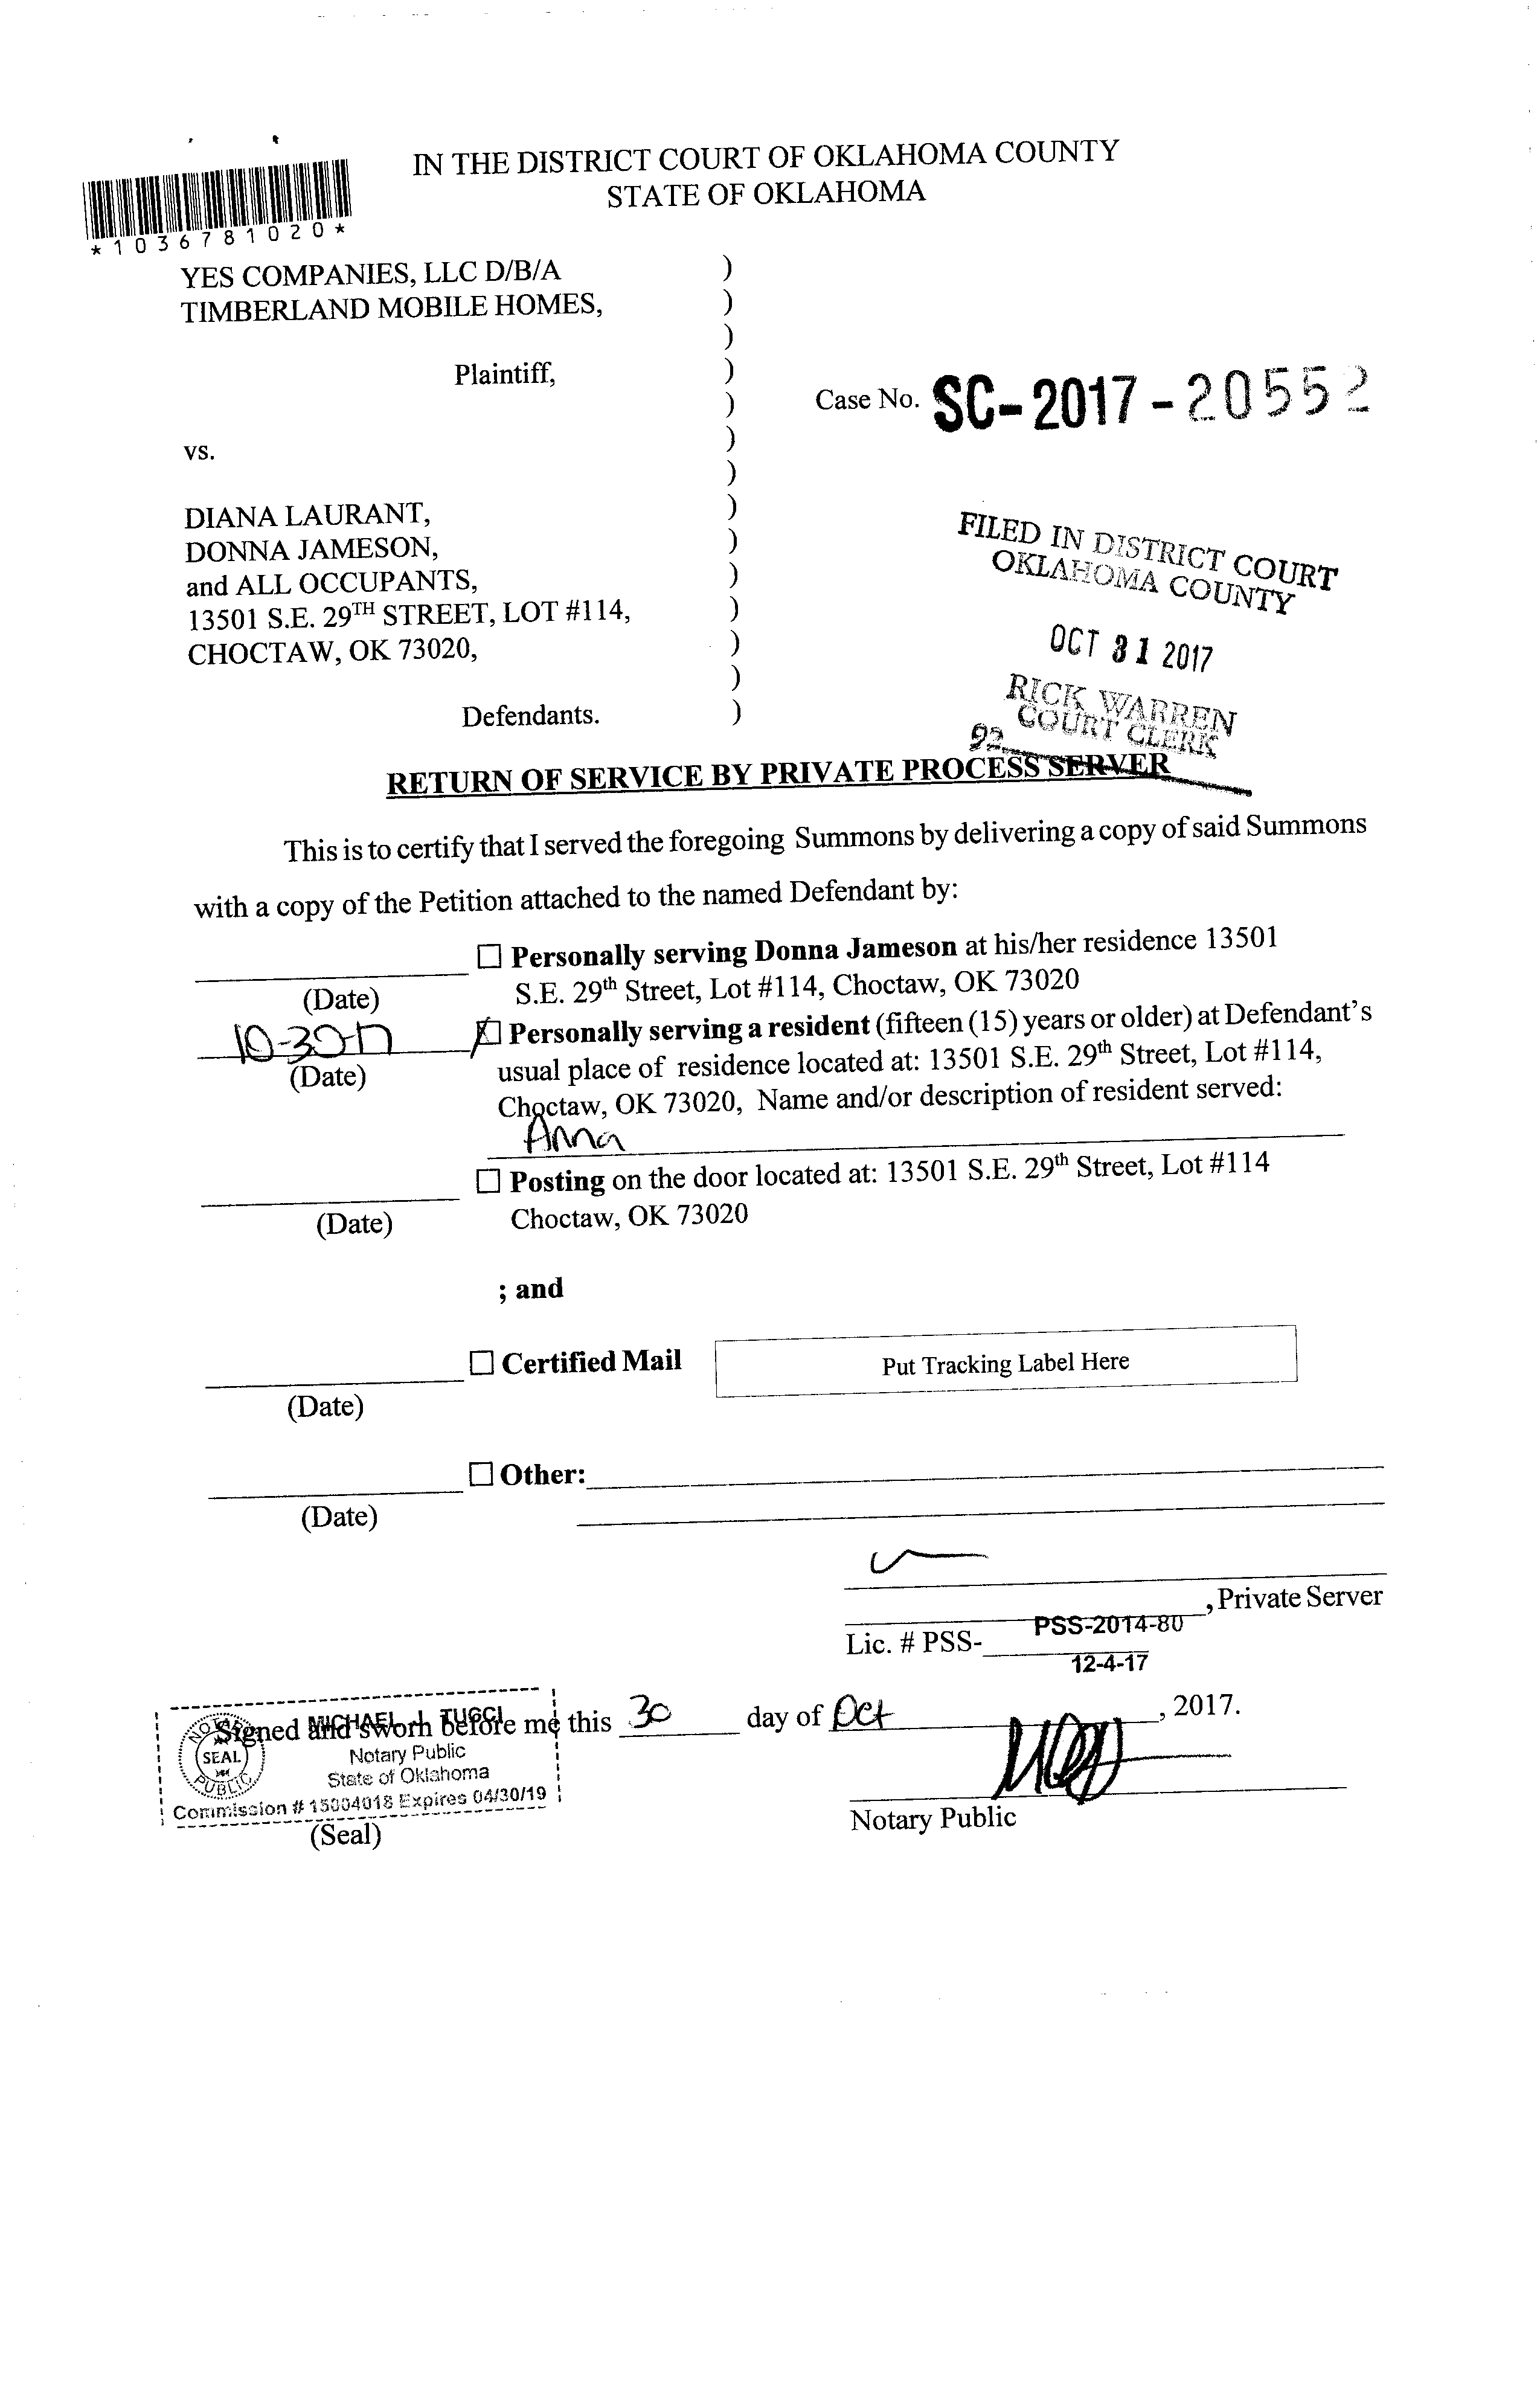 IN THE DISTRICT COURT OF OKLAHOMA COUNTY
STATE OF OKLAHOMA
*1036781020*
YES COMPANIES, LLC D/B/A )
TIMBERLAND MOBILE HOMES, )
)
Plaintiff, )
Case No. SC-2017-20552
)
vs. )
)
DIANA LAURANT, )
DONNA JAMESON, )
and ALL OCCUPANTS, )
13501 S.E. 29TH STREET, LOT #114, )
CHOCTAW, OK 73020, )
)
Defendants. )
FILED IN DISTRICT COURT
OKLAHOMA COUNTY
OCT 31 2017
RICK WARREN
COURT CLERK
92
RETURN OF SERVICE BY PRIVATE PROCESS SERVER
This is to certify that I served the foregoing Summons by delivering a copy of said Summons
with a copy of the Petition attached to the named Defendant by:
☐ Personally serving Donna Jameson at his/her residence 13501
(Date) S.E. 29th Street, Lot #114, Choctaw, OK 73020
10-30-17 ☒ Personally serving a resident (fifteen (15) years or older) at Defendant's
(Date) usual place of residence located at: 13501 S.E. 29th Street, Lot #114,
Choctaw, OK 73020, Name and/or description of resident served:
Anna
☐ Posting on the door located at: 13501 S.E. 29th Street, Lot #114
(Date) Choctaw, OK 73020
; and
☐ Certified Mail Put Tracking Label Here
(Date)
☐ Other:
(Date)
, Private Server
PSS-2014-80
Lic. # PSS-
12-4-17
Signed and sworn before me this 30 day of Oct, 2017.
MICHAEL J. TUCCI
NOTARY SEAL PUBLIC
Notary Public
State of Oklahoma
Commission # 15004018 Expires 04/30/19
(Seal)
Notary Public